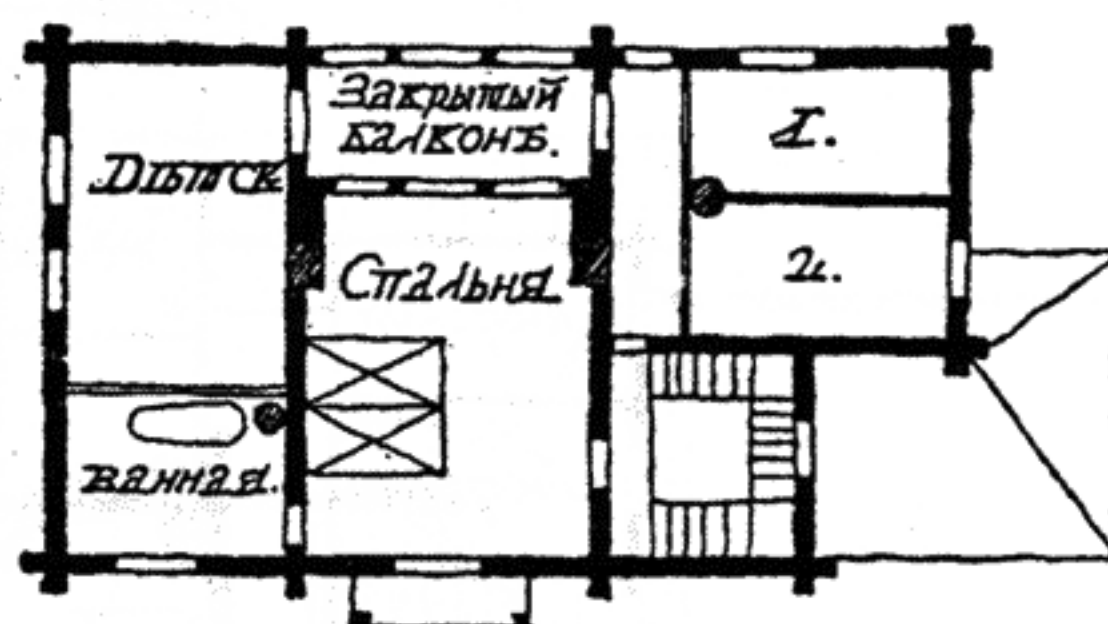 Закрытый
балконъ.
Дѣтск
1.
2.
Спальня
ванная.